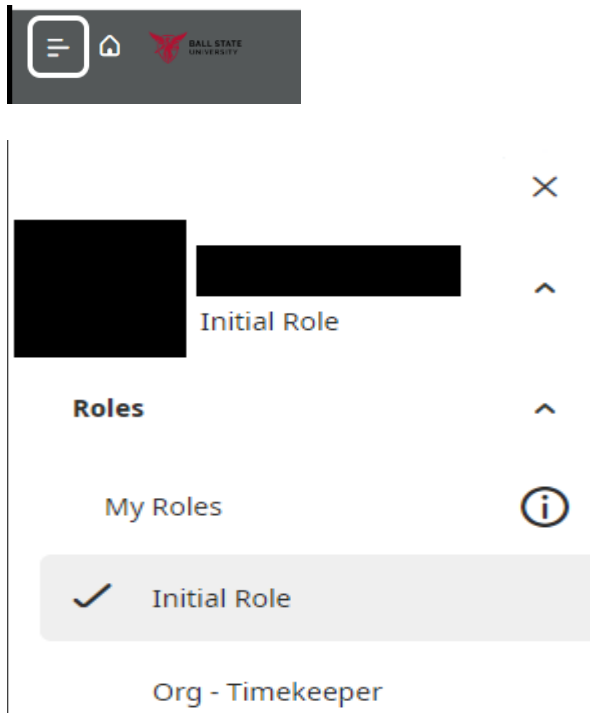 BALL STATE
UNIVERSITY
Initial Role
Roles
My Roles
Initial Role
Org - Timekeeper